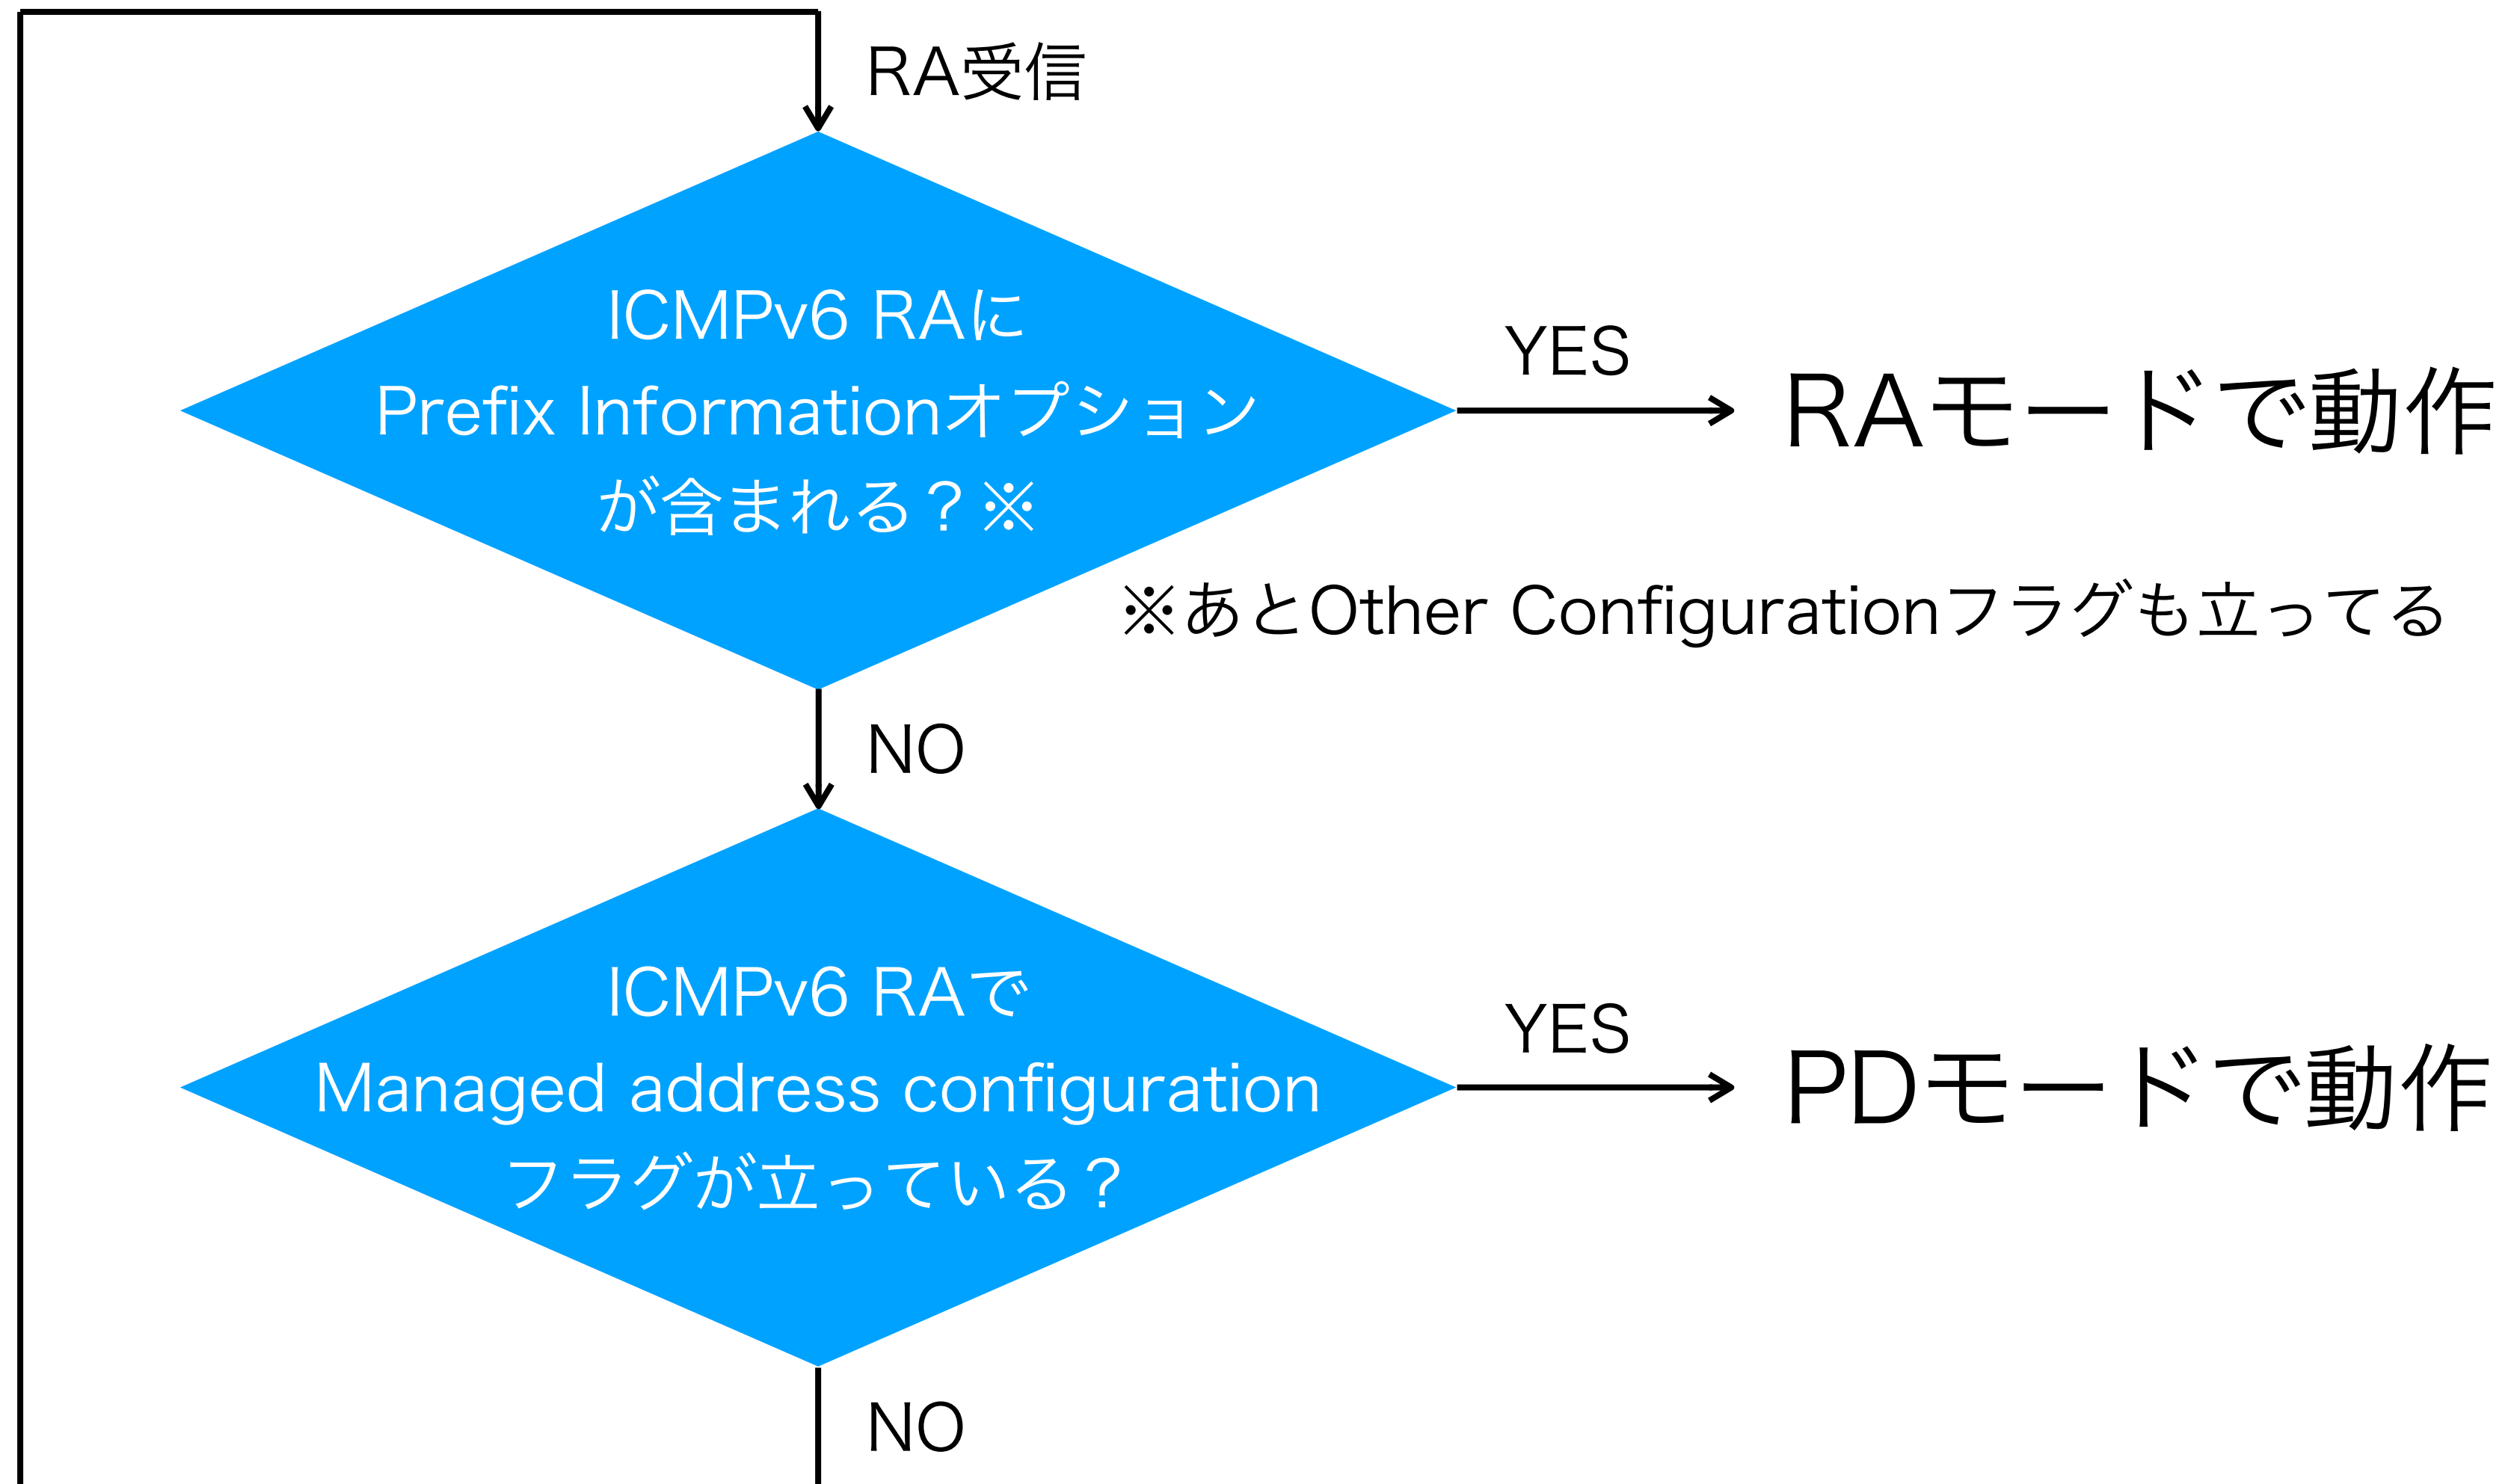 RA受信
ICMPv6 RAに
Prefix Informationオプション
が含まれる？※
YES
RAモードで動作
※あとOther Configurationフラグも立ってる
NO
ICMPv6 RAで
Managed address configuration
フラグが立っている？
YES
PDモードで動作
NO